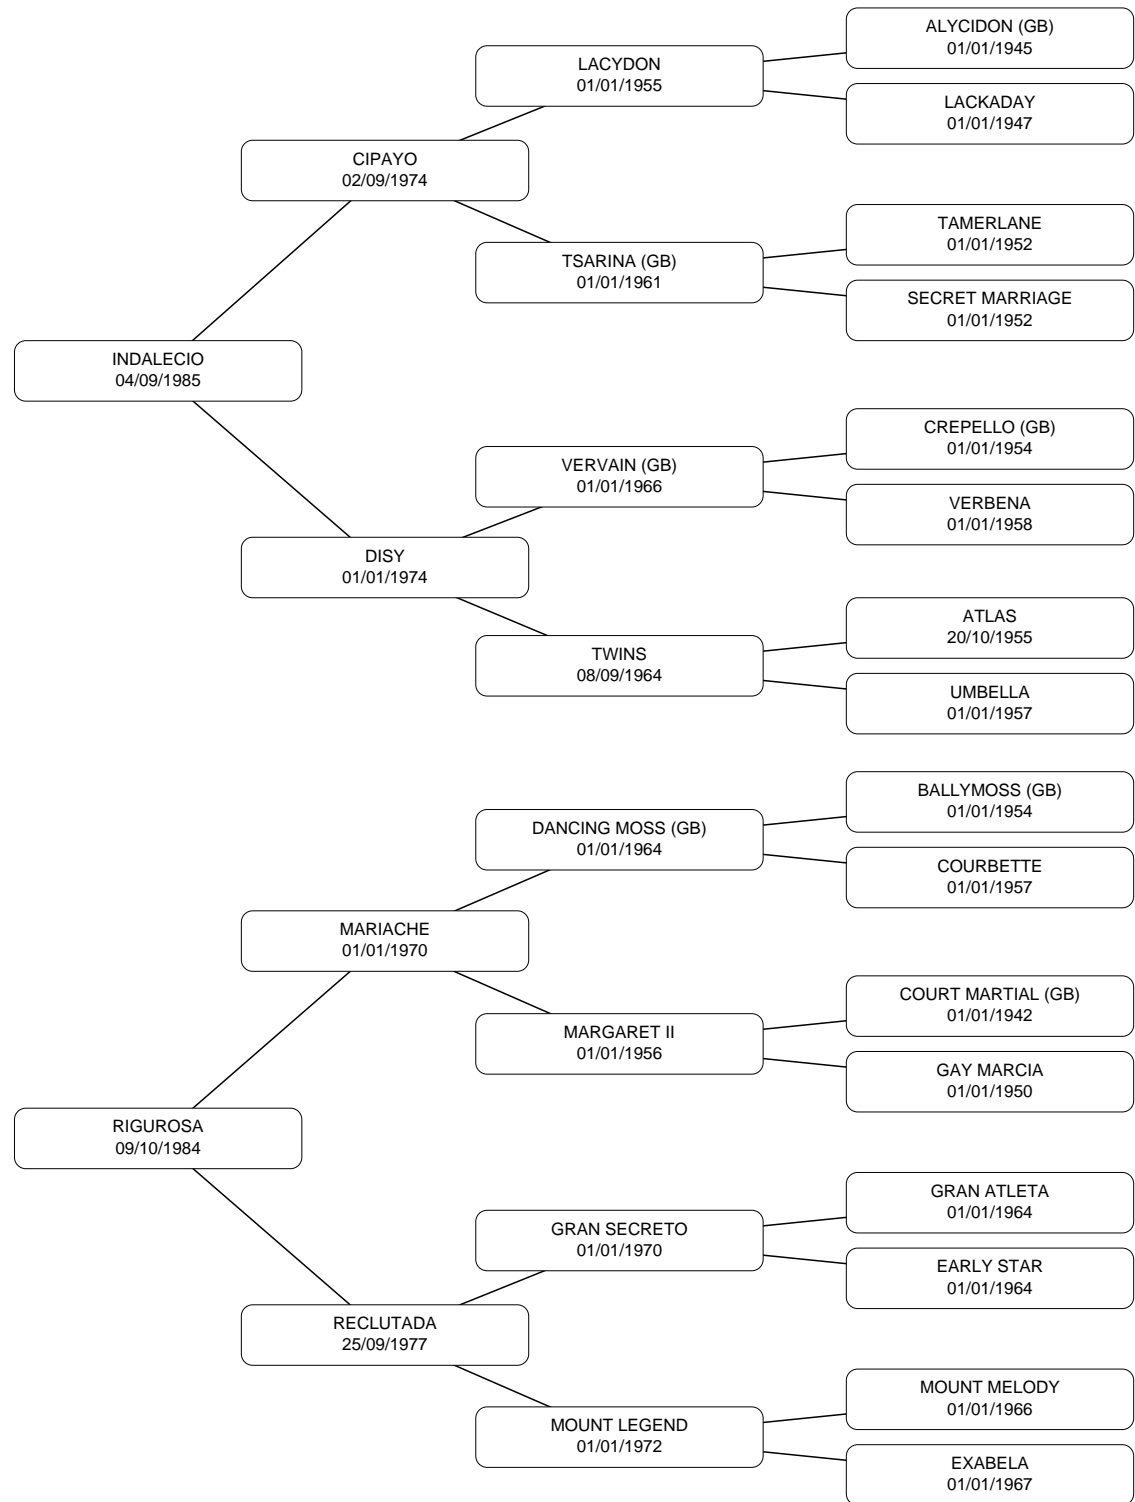 ALYCIDON (GB)
01/01/1945
LACYDON
01/01/1955
LACKADAY
01/01/1947
CIPAYO
02/09/1974
TAMERLANE
01/01/1952
TSARINA (GB)
01/01/1961
SECRET MARRIAGE
01/01/1952
INDALECIO
04/09/1985
CREPELLO (GB)
01/01/1954
VERVAIN (GB)
01/01/1966
VERBENA
01/01/1958
DISY
01/01/1974
ATLAS
20/10/1955
TWINS
08/09/1964
UMBELLA
01/01/1957
BALLYMOSS (GB)
01/01/1954
DANCING MOSS (GB)
01/01/1964
COURBETTE
01/01/1957
MARIACHE
01/01/1970
COURT MARTIAL (GB)
01/01/1942
MARGARET II
01/01/1956
GAY MARCIA
01/01/1950
RIGUROSA
09/10/1984
GRAN ATLETA
01/01/1964
GRAN SECRETO
01/01/1970
EARLY STAR
01/01/1964
RECLUTADA
25/09/1977
MOUNT MELODY
01/01/1966
MOUNT LEGEND
01/01/1972
EXABELA
01/01/1967